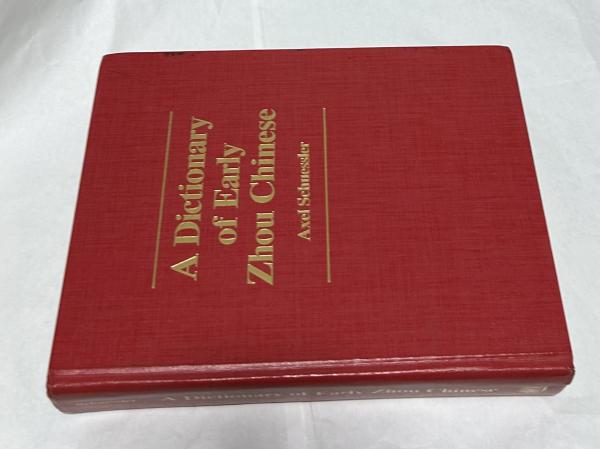 A Dictionary
of Early
Zhou Chinese
Axel Schuessler
A Dictionary of Early Zhou Chinese